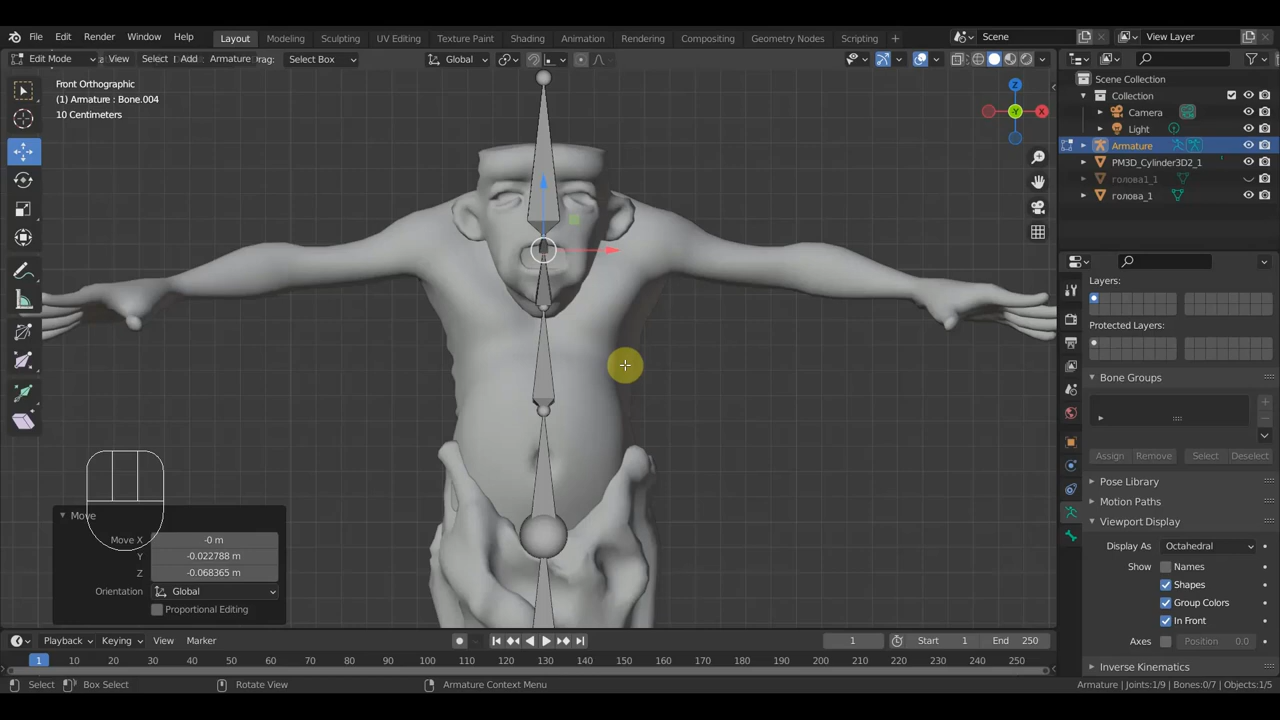 File Edit Render Window Help Layout Modeling Sculpting UV Editing Texture Paint Shading Animation Rendering Compositing Geometry Nodes Scripting + Scene View Layer
Edit Mode View Select Add Armature Drag: Select Box Global
Front Orthographic
(1) Armature : Bone.004
10 Centimeters
Z
-Y
X
Scene Collection
Collection
Camera
Light
Armature
PM3D_Cylinder3D2_1
голова1_1
голова_1
Layers:
Protected Layers:
Bone Groups
Assign Remove Select Deselect
Pose Library
Motion Paths
Viewport Display
Display As Octahedral
Show Names
Shapes
Group Colors
In Front
Axes Position 0.0
Inverse Kinematics
Move
Move X -0 m
Y -0.022788 m
Z -0.068365 m
Orientation Global
Proportional Editing
Playback Keying View Marker 1 Start 1 End 250
1 10 20 30 40 50 60 70 80 90 100 110 120 130 140 150 160 170 180 190 200 210 220 230 240 250
Select Box Select Rotate View Armature Context Menu Armature | Joints:1/9 | Bones:0/7 | Objects:1/5